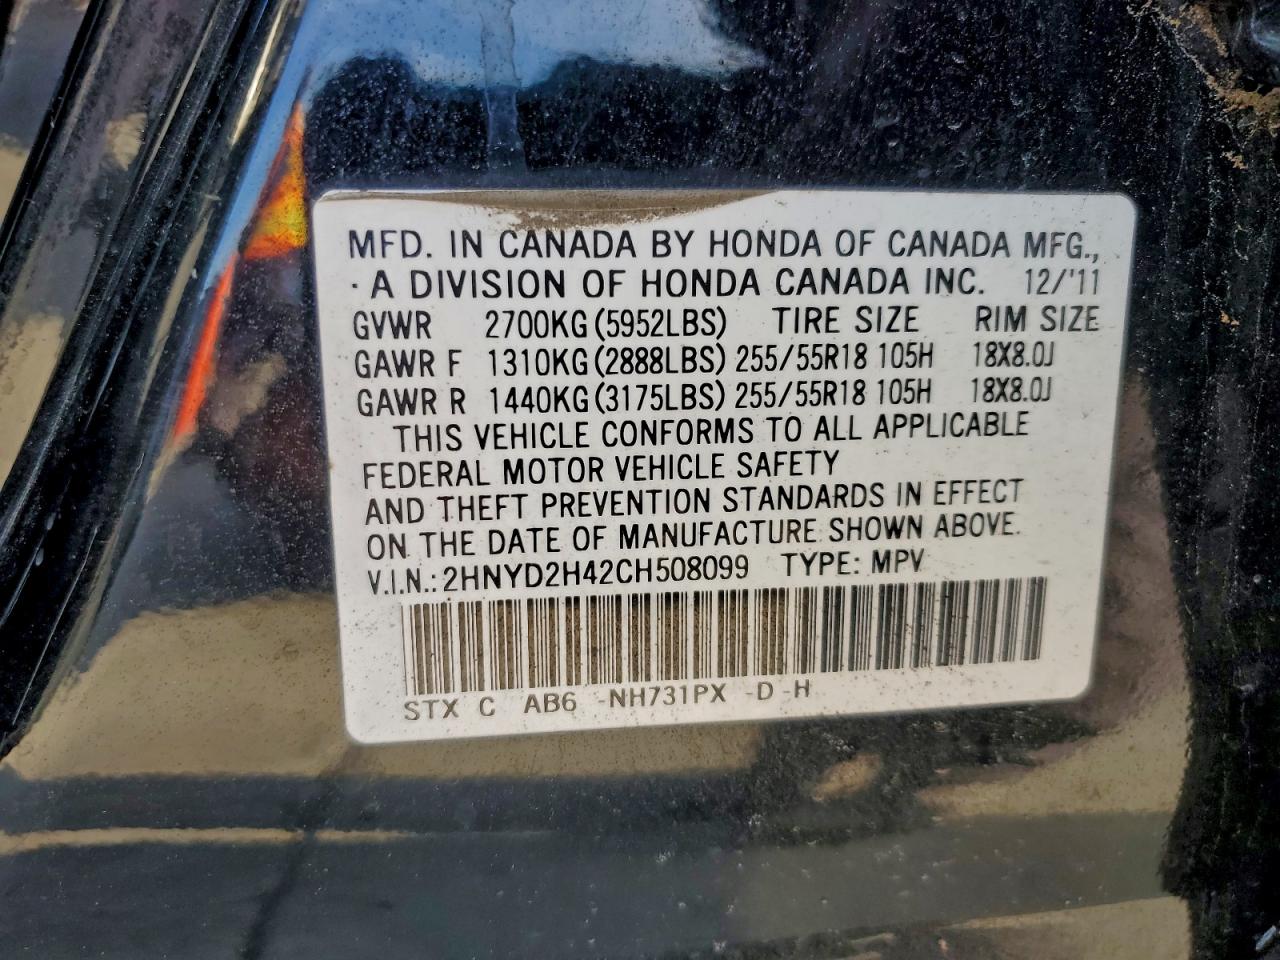 MFD. IN CANADA BY HONDA OF CANADA MFG.,
· A DIVISION OF HONDA CANADA INC. 12/'11
GVWR 2700KG (5952LBS) TIRE SIZE RIM SIZE
GAWR F 1310KG (2888LBS) 255/55R18 105H 18X8.0J
GAWR R 1440KG (3175LBS) 255/55R18 105H 18X8.0J
THIS VEHICLE CONFORMS TO ALL APPLICABLE
FEDERAL MOTOR VEHICLE SAFETY
AND THEFT PREVENTION STANDARDS IN EFFECT
ON THE DATE OF MANUFACTURE SHOWN ABOVE.
V.I.N.: 2HNYD2H42CH508099 TYPE: MPV
STX C AB6 -NH731PX -D -H